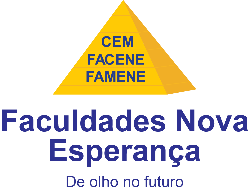 CEM
FACENE
FAMENE
Faculdades Nova
Esperança
De olho no futuro